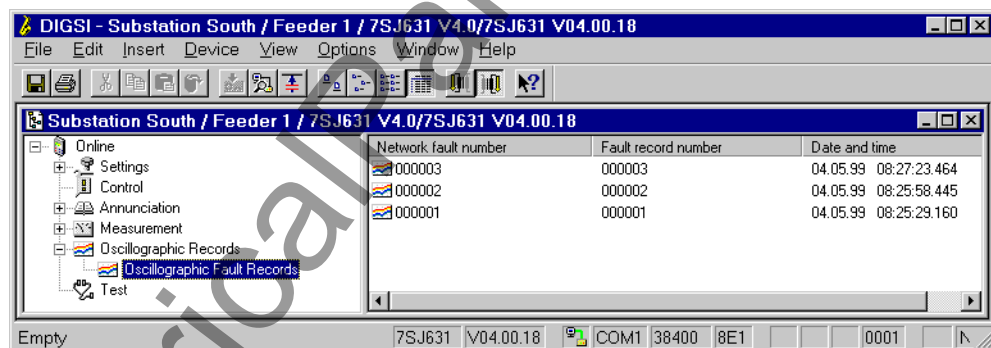 DIGSI - Substation South / Feeder 1 / 7SJ631 V4.0/7SJ631 V04.00.18
File Edit Insert Device View Options Window Help
Substation South / Feeder 1 / 7SJ631 V4.0/7SJ631 V04.00.18
Online
Settings
Control
Annunciation
Measurement
Oscillographic Records
Oscillographic Fault Records
Test
Network fault number Fault record number Date and time
000003 000003 04.05.99 08:27:23.464
000002 000002 04.05.99 08:25:58.445
000001 000001 04.05.99 08:25:29.160
Empty 7SJ631 V04.00.18 COM1 38400 8E1 0001